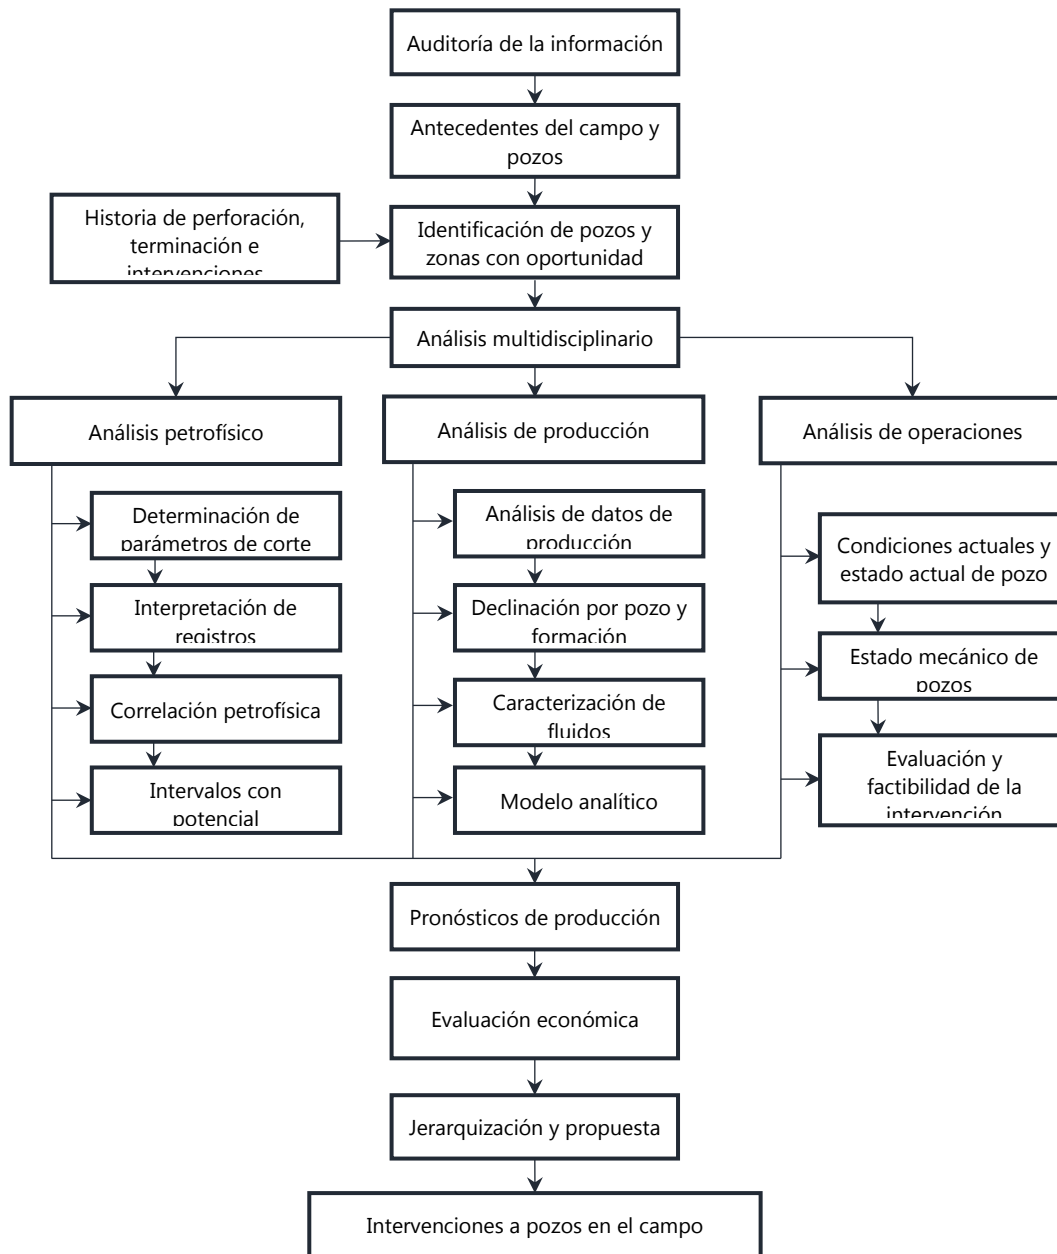 Auditoría de la información
Antecedentes del campo y
pozos
Historia de perforación,
terminación e
intervenciones
Identificación de pozos y
zonas con oportunidad
Análisis multidisciplinario
Análisis petrofísico
Análisis de producción
Análisis de operaciones
Determinación de
parámetros de corte
Interpretación de
registros
Correlación petrofísica
Intervalos con
potencial
Análisis de datos de
producción
Declinación por pozo y
formación
Caracterización de
fluidos
Modelo analítico
Condiciones actuales y
estado actual de pozo
Estado mecánico de
pozos
Evaluación y
factibilidad de la
intervención
Pronósticos de producción
Evaluación económica
Jerarquización y propuesta
Intervenciones a pozos en el campo